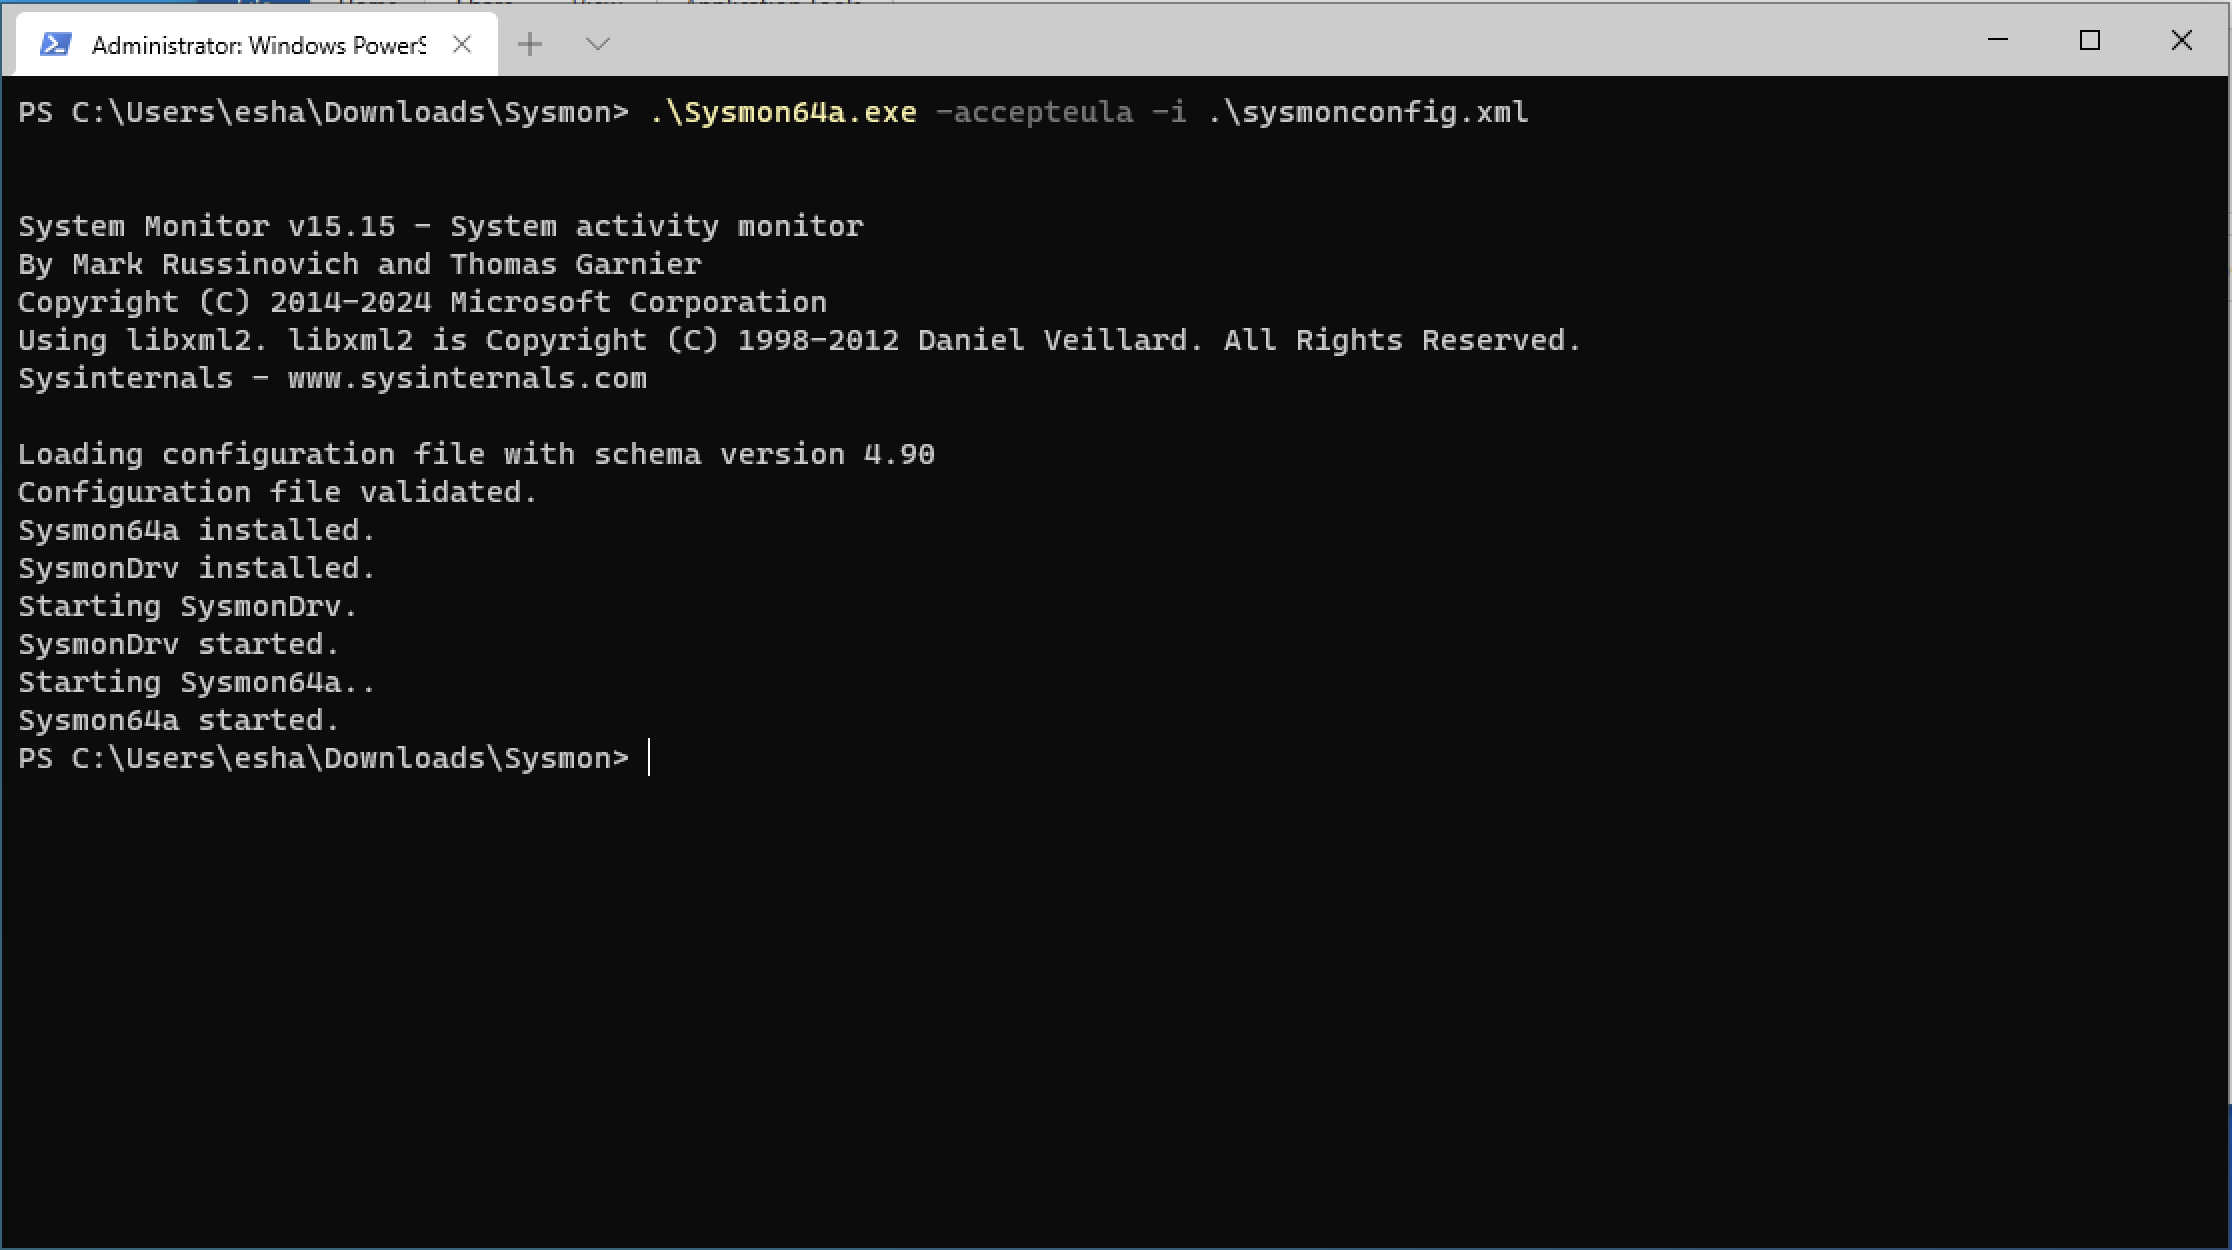 Administrator: Windows PowerS
PS C:\Users\esha\Downloads\Sysmon> .\Sysmon64a.exe -accepteula -i .\sysmonconfig.xml
System Monitor v15.15 - System activity monitor
By Mark Russinovich and Thomas Garnier
Copyright (C) 2014-2024 Microsoft Corporation
Using libxml2. libxml2 is Copyright (C) 1998-2012 Daniel Veillard. All Rights Reserved.
Sysinternals - www.sysinternals.com
Loading configuration file with schema version 4.90
Configuration file validated.
Sysmon64a installed.
SysmonDrv installed.
Starting SysmonDrv.
SysmonDrv started.
Starting Sysmon64a..
Sysmon64a started.
PS C:\Users\esha\Downloads\Sysmon>